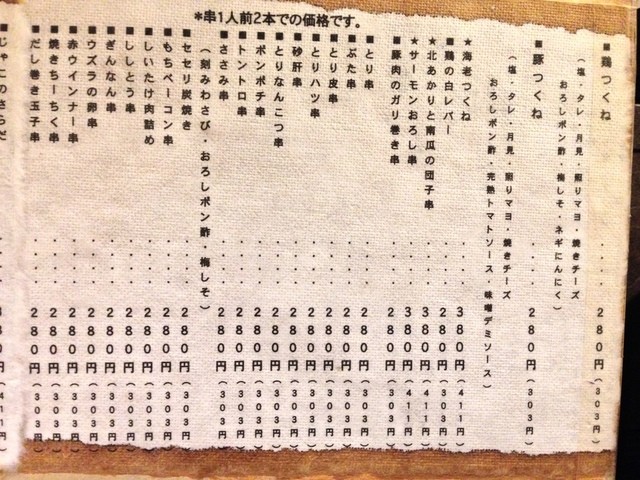 *串1人前2本での価格です。
■鶏つくね ・・・・ 280円 (303円)
(塩・タレ・月見・照りマヨ・焼きチーズ
おろしポン酢・梅しそ・ネギにんにく)
■豚つくね ・・・・ 280円 (303円)
(塩・タレ・月見・照りマヨ・焼きチーズ
おろしポン酢・完熟トマトソース・味噌デミソース)
★海老つくね ・・・・ 380円 (411円)
■鶏の白レバー ・・・・ 280円 (303円)
★北あかりと南瓜の団子串 ・・・・ 380円 (411円)
★サーモンおろし串 ・・・・ 380円 (411円)
■豚肉のガリ巻き串 ・・・・ 280円 (303円)
■とり串 ・・・・ 280円 (303円)
■ぶた串 ・・・・ 280円 (303円)
■とり皮串 ・・・・ 280円 (303円)
■とりハツ串 ・・・・ 280円 (303円)
■砂肝串 ・・・・ 280円 (303円)
■とりなんこつ串 ・・・・ 280円 (303円)
■ボンボチ串 ・・・・ 280円 (303円)
■トントロ串 ・・・・ 280円 (303円)
■ささみ串 ・・・・ 280円 (303円)
(刻みわさび・おろしポン酢・梅しそ)
■セセリ炭焼き ・・・・ 280円 (303円)
■もちベーコン串 ・・・・ 280円 (303円)
■しいたけ肉詰め ・・・・ 280円 (303円)
■ししとう串 ・・・・ 280円 (303円)
■ぎんなん串 ・・・・ 280円 (303円)
■ウズラの卵串 ・・・・ 280円 (303円)
■赤ウインナー串 ・・・・ 280円 (303円)
■焼きちーちく串 ・・・・ 280円 (303円)
■だし巻き玉子串 ・・・・ 280円 (303円)
■じゃこのさらだ